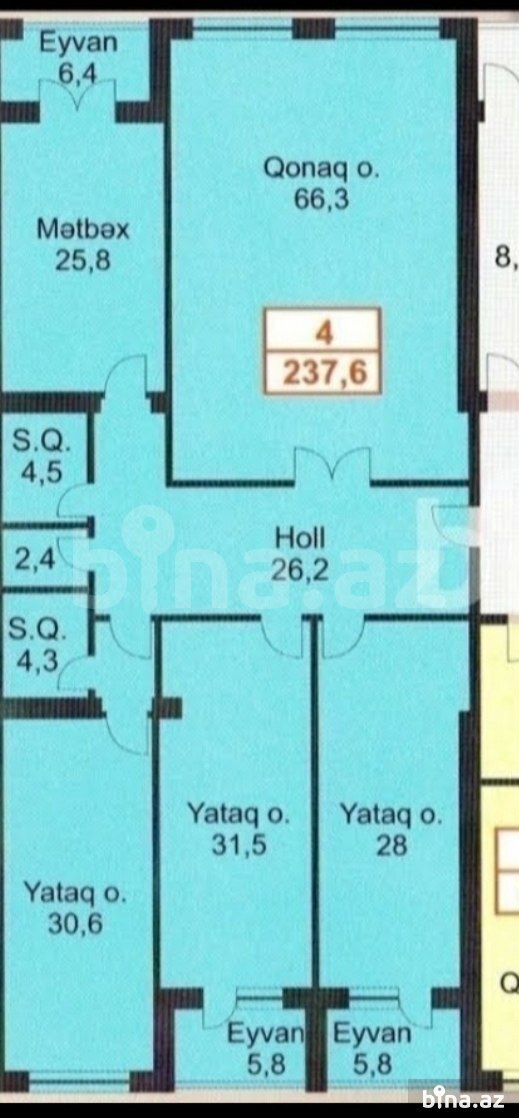 Eyvan
6,4
Qonaq o.
66,3
Mətbəx
25,8
8,
4
237,6
S.Q.
4,5
Holl
26,2
2,4
bina.az
S.Q.
4,3
Yataq o.
31,5
Yataq o.
28
Yataq o.
30,6
Q
Eyvan
5,8
Eyvan
5,8
bina.az